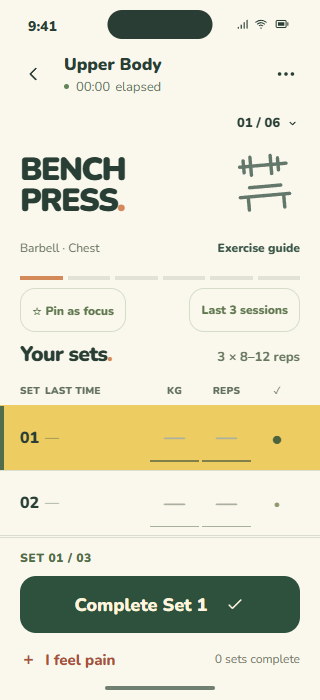 9:41
Upper Body
00:00 elapsed
01 / 06
BENCH
PRESS.
Barbell · Chest Exercise guide
☆ Pin as focus Last 3 sessions
Your sets. 3 × 8–12 reps
SET LAST TIME KG REPS ✓
01 — — —
02 — — —
SET 01 / 03
Complete Set 1 ✓
+ I feel pain 0 sets complete